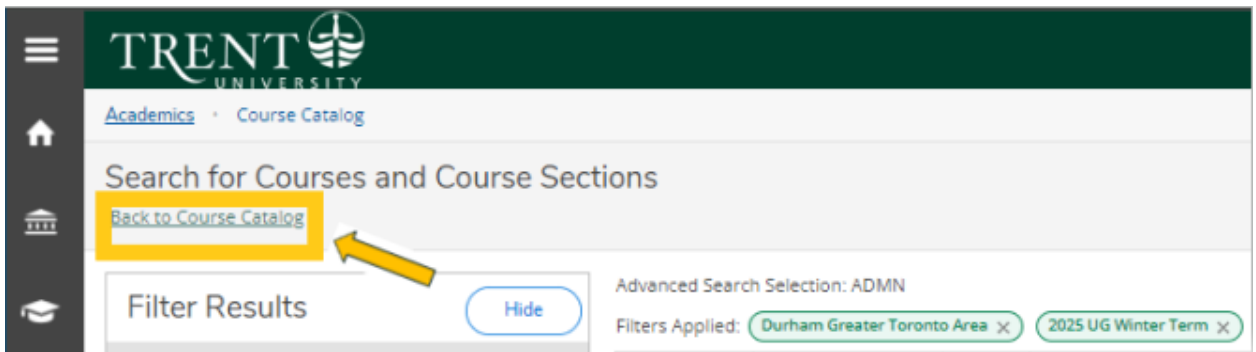 TRENT
UNIVERSITY
Academics · Course Catalog
Search for Courses and Course Sections
Back to Course Catalog
Filter Results
Hide
Advanced Search Selection: ADMN
Filters Applied: Durham Greater Toronto Area × 2025 UG Winter Term ×